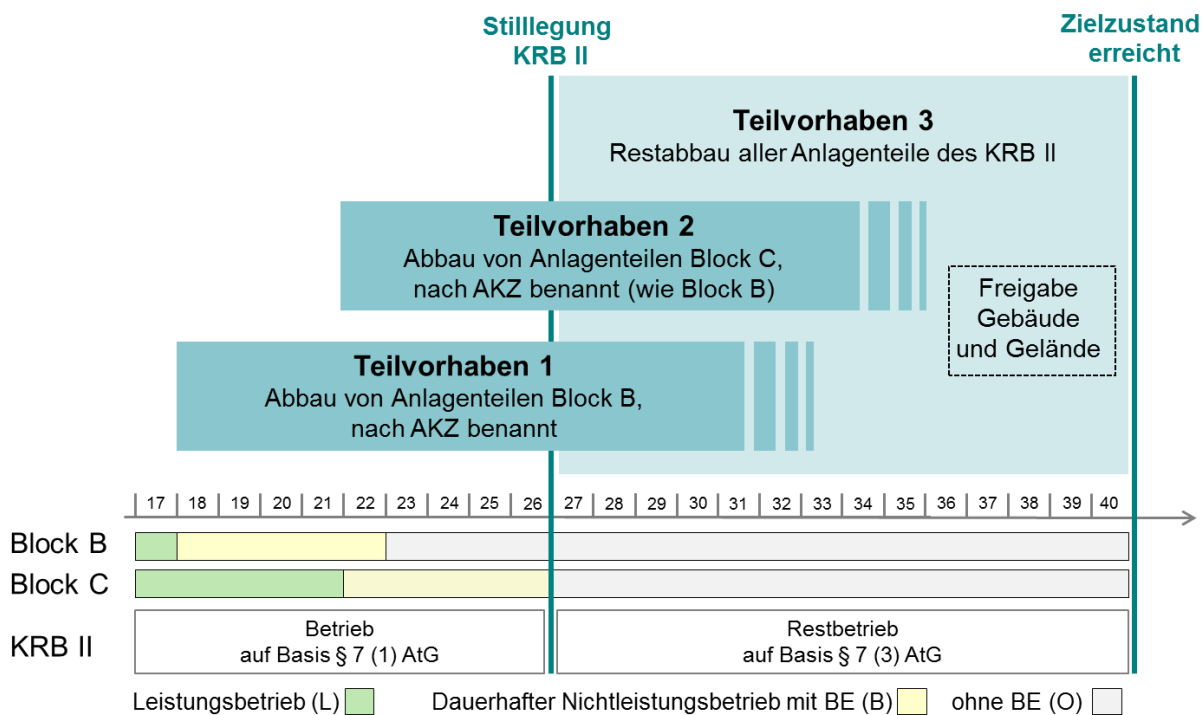 Stilllegung
KRB II
Zielzustand
erreicht
Teilvorhaben 3
Restabbau aller Anlagenteile des KRB II
Teilvorhaben 2
Abbau von Anlagenteilen Block C,
nach AKZ benannt (wie Block B)
Freigabe
Gebäude
und Gelände
Teilvorhaben 1
Abbau von Anlagenteilen Block B,
nach AKZ benannt
17 18 19 20 21 22 23 24 25 26 27 28 29 30 31 32 33 34 35 36 37 38 39 40
Block B
Block C
KRB II
Betrieb
auf Basis § 7 (1) AtG
Restbetrieb
auf Basis § 7 (3) AtG
Leistungsbetrieb (L) Dauerhafter Nichtleistungsbetrieb mit BE (B) ohne BE (O)